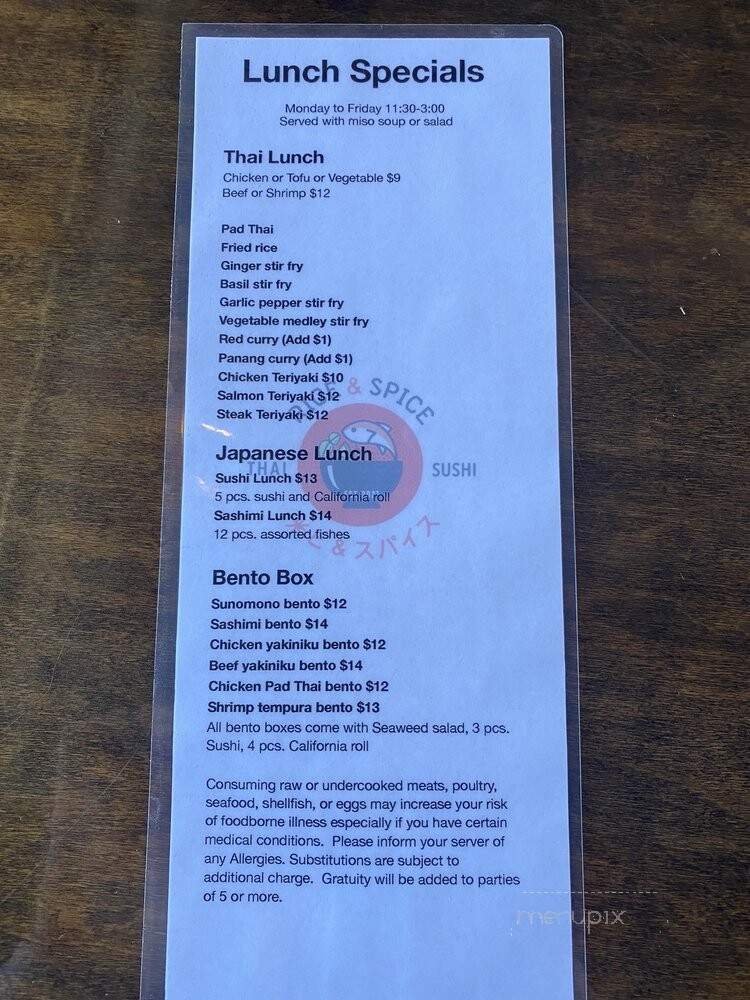 Lunch Specials
Monday to Friday 11:30-3:00
Served with miso soup or salad
Thai Lunch
Chicken or Tofu or Vegetable $9
Beef or Shrimp $12
Pad Thai
Fried rice
Ginger stir fry
Basil stir fry
Garlic pepper stir fry
Vegetable medley stir fry
Red curry (Add $1)
Panang curry (Add $1)
Chicken Teriyaki $10
Salmon Teriyaki $12
Steak Teriyaki $12
RICE & SPICE
THAI
SUSHI
& スパイス
Japanese Lunch
Sushi Lunch $13
5 pcs. sushi and California roll
Sashimi Lunch $14
12 pcs. assorted fishes
Bento Box
Sunomono bento $12
Sashimi bento $14
Chicken yakiniku bento $12
Beef yakiniku bento $14
Chicken Pad Thai bento $12
Shrimp tempura bento $13
All bento boxes come with Seaweed salad, 3 pcs.
Sushi, 4 pcs. California roll
Consuming raw or undercooked meats, poultry,
seafood, shellfish, or eggs may increase your risk
of foodborne illness especially if you have certain
medical conditions.  Please inform your server of
any Allergies. Substitutions are subject to
additional charge.  Gratuity will be added to parties
of 5 or more.
menupix